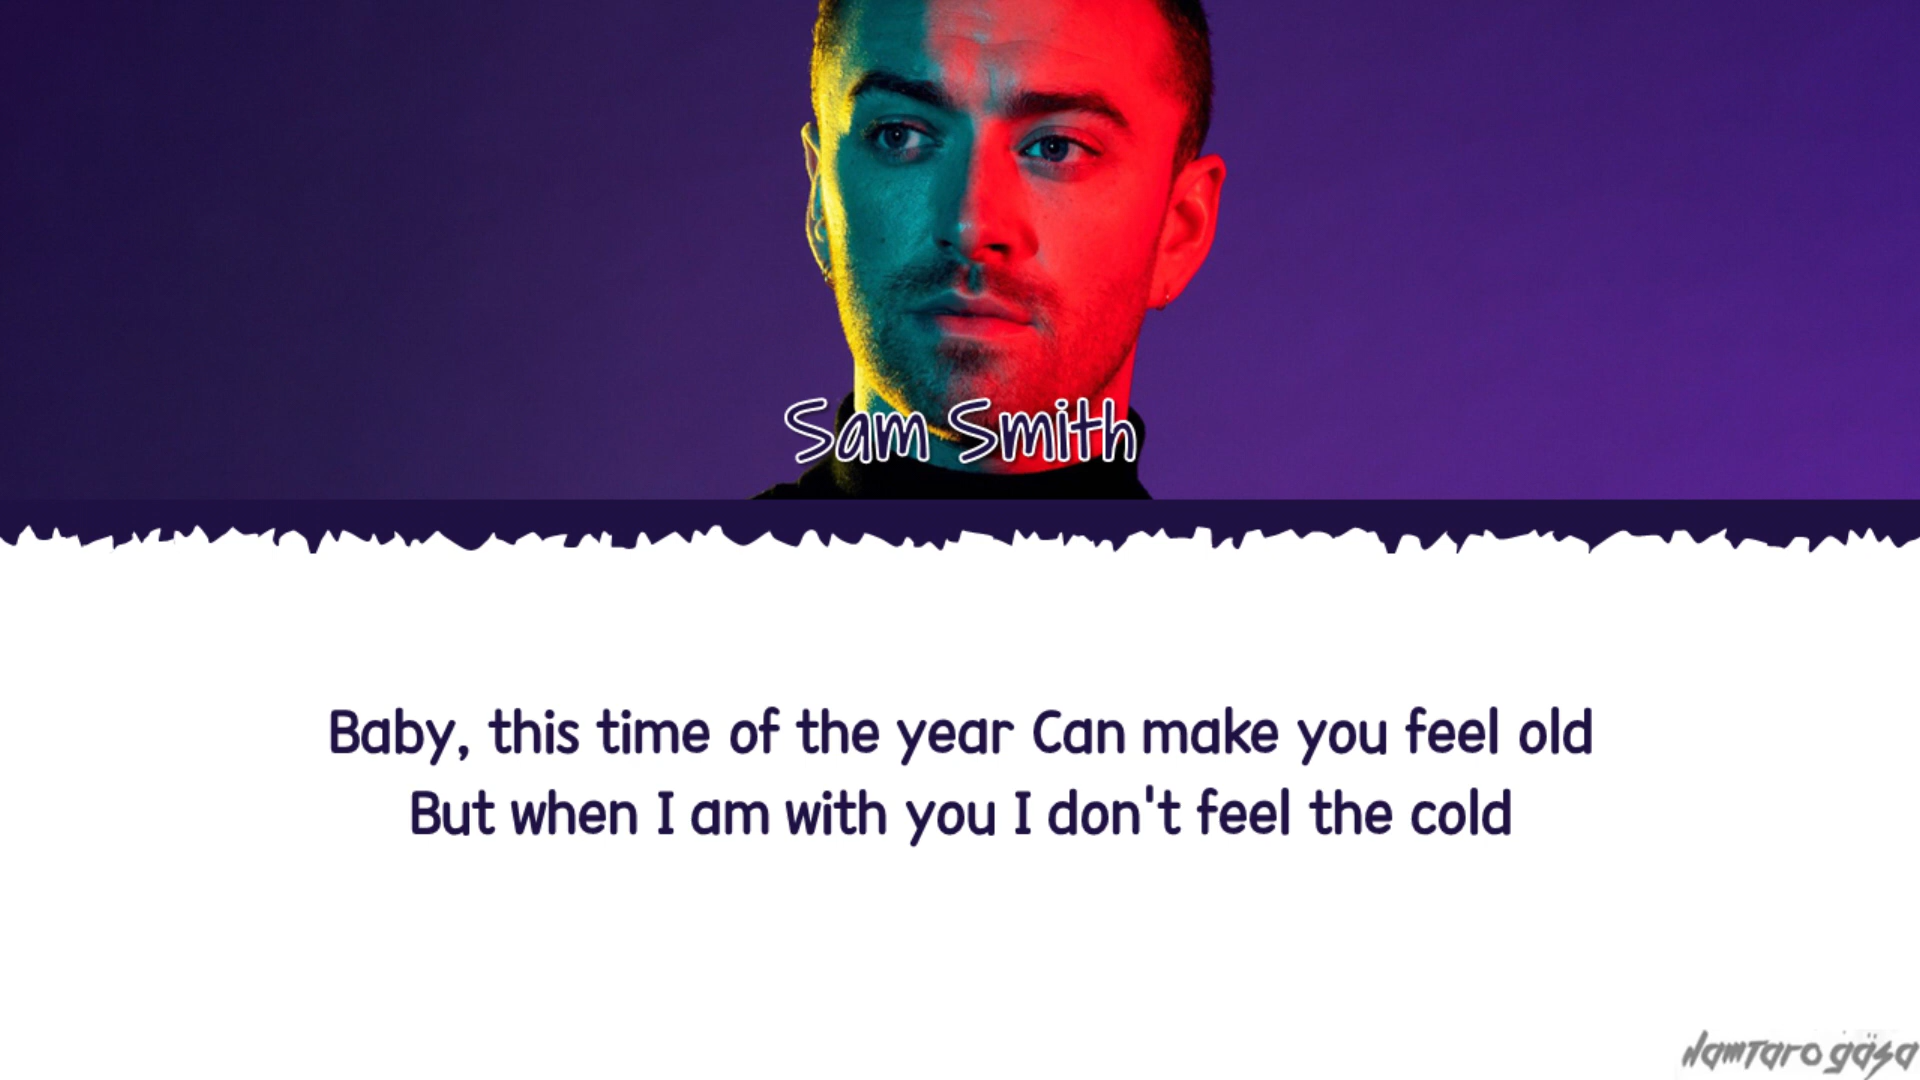 Sam Smith
Baby, this time of the year Can make you feel old
But when I am with you I don't feel the cold
Namtaro gäsa